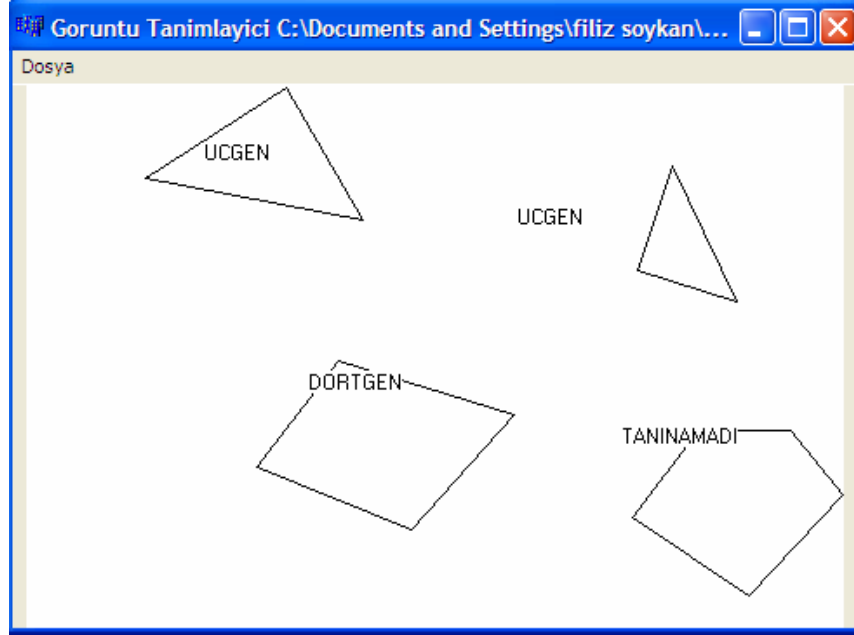 Goruntu Tanimlayici C:\Documents and Settings\filiz soykan\...
Dosya
UCGEN
UCGEN
DORTGEN
TANINAMADI